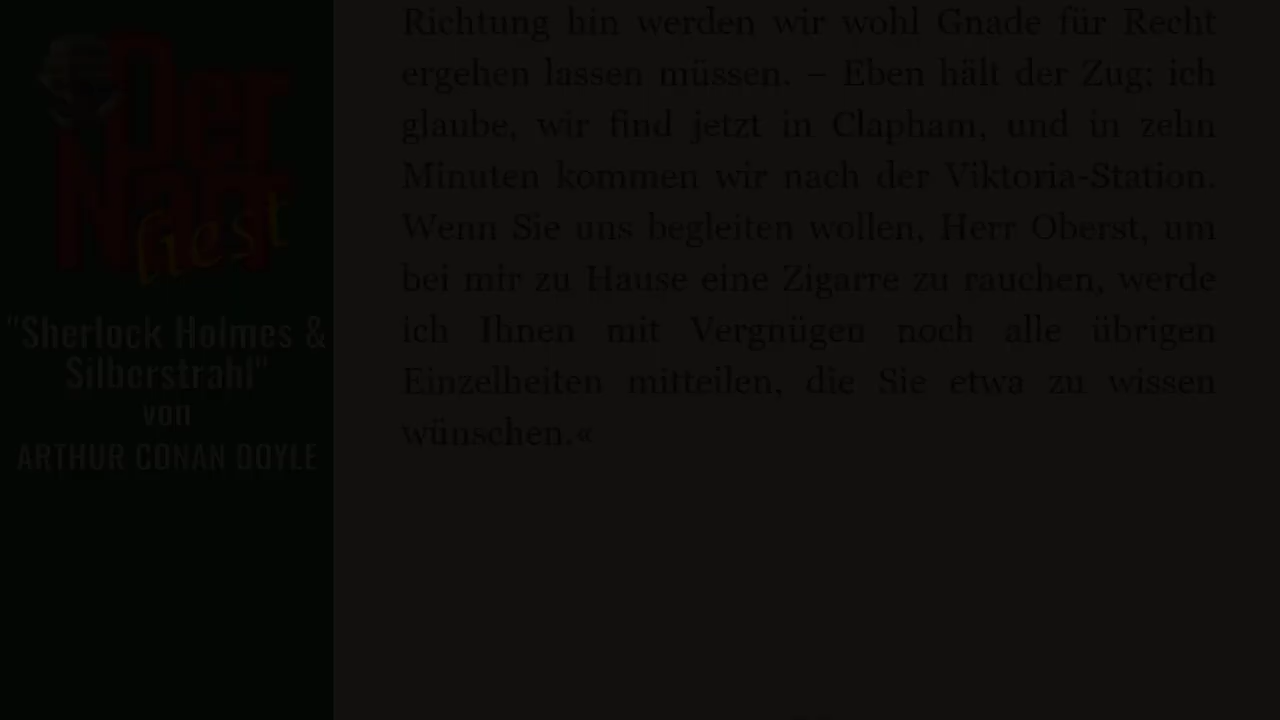 Der
Narr
liest
"Sherlock Holmes &
Silberstrahl"
von
ARTHUR CONAN DOYLE
Richtung hin werden wir wohl Gnade für Recht
ergehen lassen müssen. – Eben hält der Zug; ich
glaube, wir find jetzt in Clapham, und in zehn
Minuten kommen wir nach der Viktoria-Station.
Wenn Sie uns begleiten wollen, Herr Oberst, um
bei mir zu Hause eine Zigarre zu rauchen, werde
ich Ihnen mit Vergnügen noch alle übrigen
Einzelheiten mitteilen, die Sie etwa zu wissen
wünschen.«